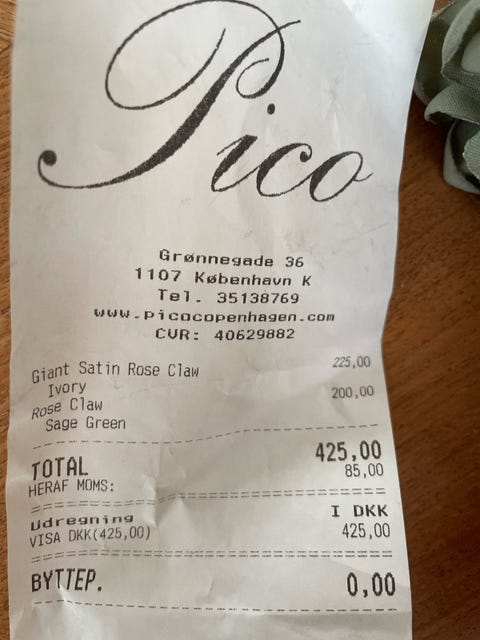 Pico
Grønnegade 36
1107 København K
Tel. 35138769
www.picocopenhagen.com
CVR: 40629882
Giant Satin Rose Claw 225,00
Ivory
Rose Claw 200,00
Sage Green
TOTAL 425,00
HERAF MOMS: 85,00
Udregning I DKK
VISA DKK(425,00) 425,00
BYTTEP. 0,00